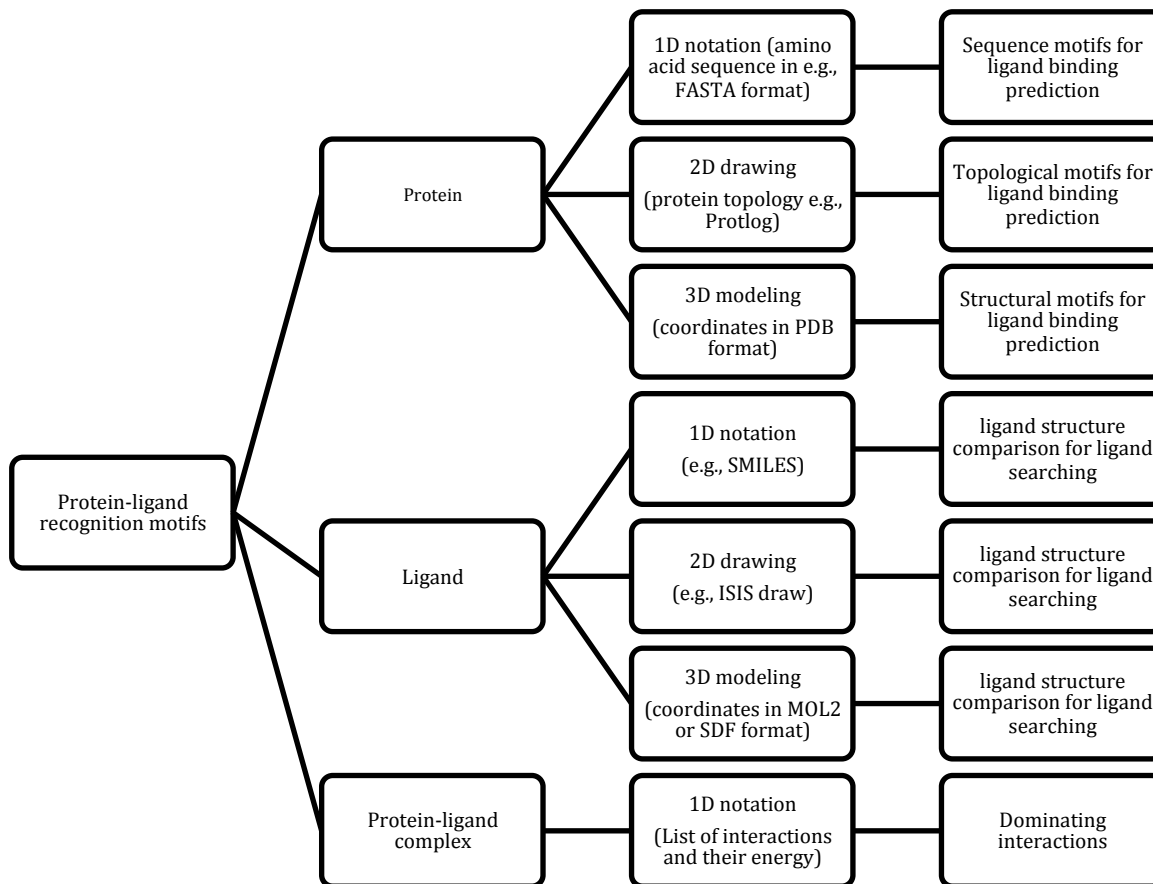 Protein-ligand
recognition motifs
Protein
1D notation (amino
acid sequence in e.g.,
FASTA format)
Sequence motifs for
ligand binding
prediction
2D drawing
(protein topology e.g.,
Protlog)
Topological motifs for
ligand binding
prediction
3D modeling
(coordinates in PDB
format)
Structural motifs for
ligand binding
prediction
Ligand
1D notation
(e.g., SMILES)
ligand structure
comparison for ligand
searching
2D drawing
(e.g., ISIS draw)
ligand structure
comparison for ligand
searching
3D modeling
(coordinates in MOL2
or SDF format)
ligand structure
comparison for ligand
searching
Protein-ligand
complex
1D notation
(List of interactions
and their energy)
Dominating
interactions